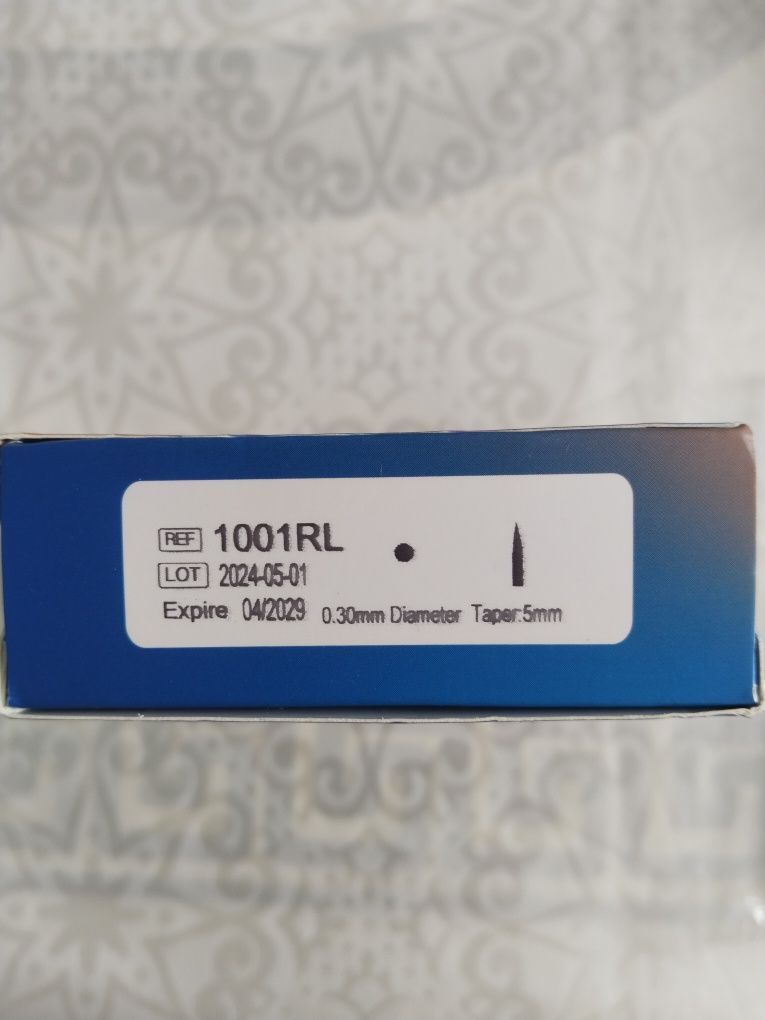 REF 1001RL
LOT 2024-05-01
Expire 04/2029 0.30mm Diameter Taper:5mm